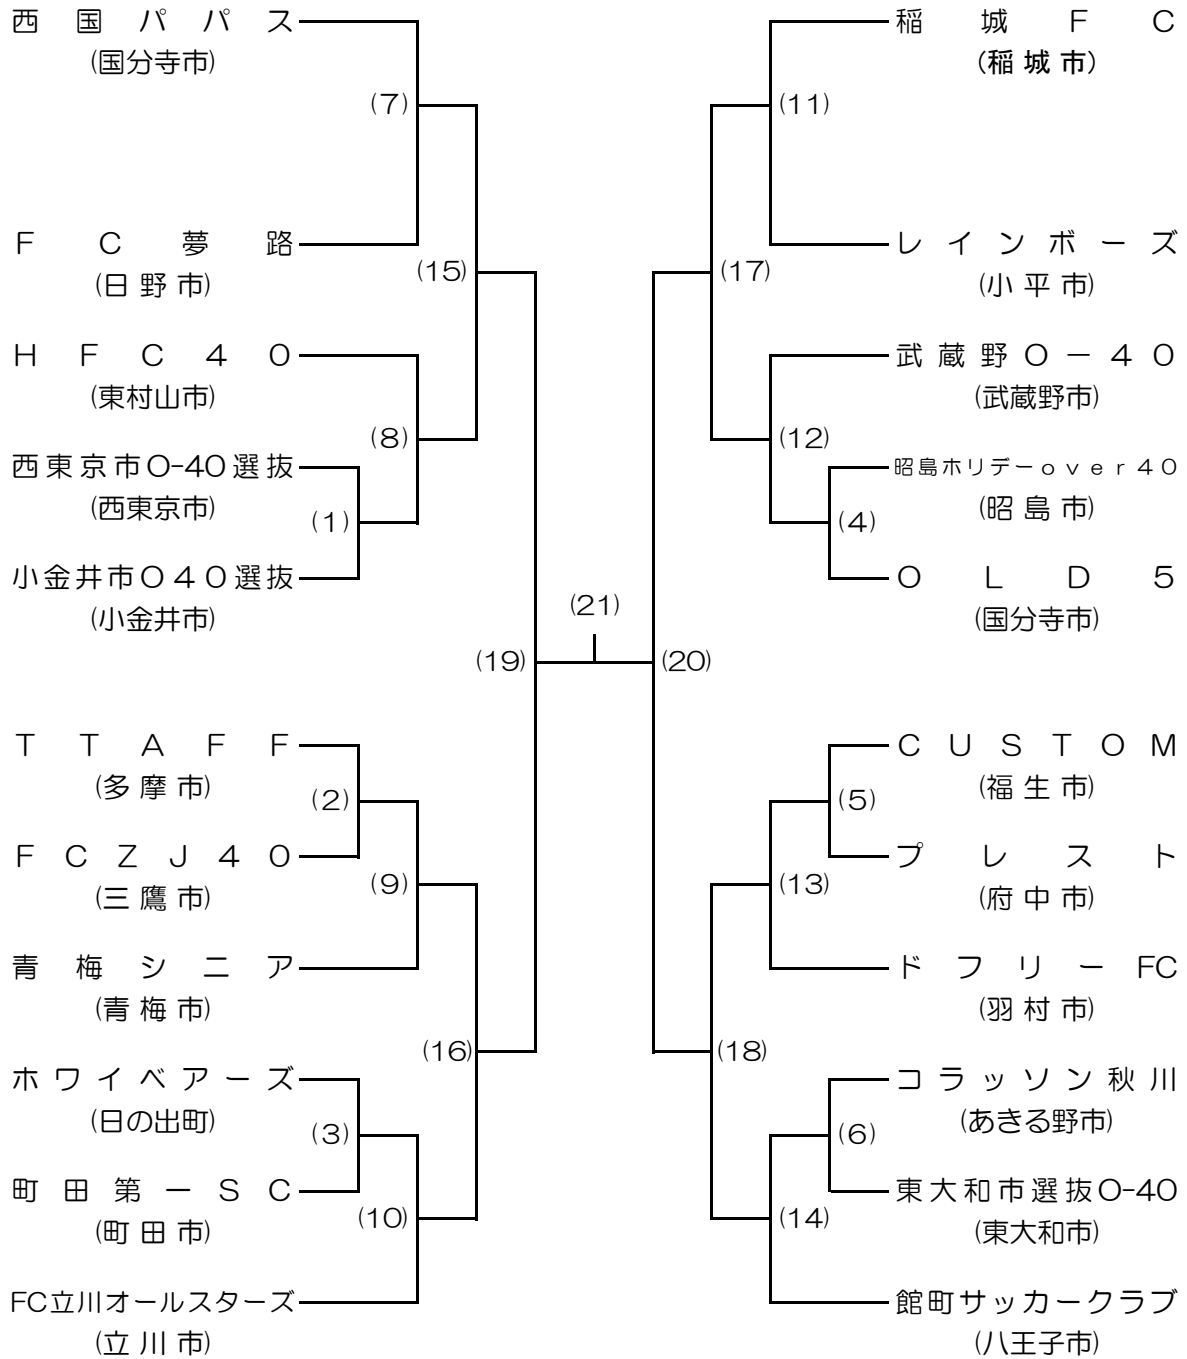 西国パパス
(国分寺市)
(7)
FC夢路
(日野市)
(15)
HFC40
(東村山市)
(8)
西東京市O-40選抜
(西東京市)
(1)
小金井市O40選抜
(小金井市)
(19)
TTAFF
(多摩市)
(2)
FCZJ40
(三鷹市)
(9)
青梅シニア
(青梅市)
(16)
ホワイベアーズ
(日の出町)
(3)
町田第一SC
(町田市)
(10)
FC立川オールスターズ
(立川市)
(21)
稲城FC
(稲城市)
(11)
レインボーズ
(小平市)
(17)
武蔵野O-40
(武蔵野市)
(12)
昭島ホリデーover40
(昭島市)
(4)
OLD5
(国分寺市)
(20)
CUSTOM
(福生市)
(5)
プレスト
(府中市)
(13)
ドフリーFC
(羽村市)
(18)
コラッソン秋川
(あきる野市)
(6)
東大和市選抜O-40
(東大和市)
(14)
館町サッカークラブ
(八王子市)